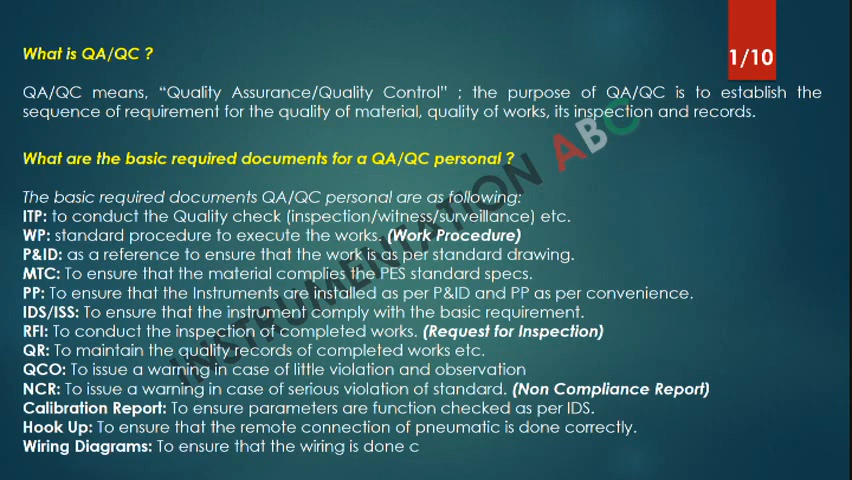 What is QA/QC ?
1/10
QA/QC means, “Quality Assurance/Quality Control” ; the purpose of QA/QC is to establish the
sequence of requirement for the quality of material, quality of works, its inspection and records.
What are the basic required documents for a QA/QC personal ?
The basic required documents QA/QC personal are as following:
ITP: to conduct the Quality check (inspection/witness/surveillance) etc.
WP: standard procedure to execute the works. (Work Procedure)
P&ID: as a reference to ensure that the work is as per standard drawing.
MTC: To ensure that the material complies the PES standard specs.
PP: To ensure that the Instruments are installed as per P&ID and PP as per convenience.
IDS/ISS: To ensure that the instrument comply with the basic requirement.
RFI: To conduct the inspection of completed works. (Request for Inspection)
QR: To maintain the quality records of completed works etc.
QCO: To issue a warning in case of little violation and observation
NCR: To issue a warning in case of serious violation of standard. (Non Compliance Report)
Calibration Report: To ensure parameters are function checked as per IDS.
Hook Up: To ensure that the remote connection of pneumatic is done correctly.
Wiring Diagrams: To ensure that the wiring is done c
INSTRUMENTATION ABC